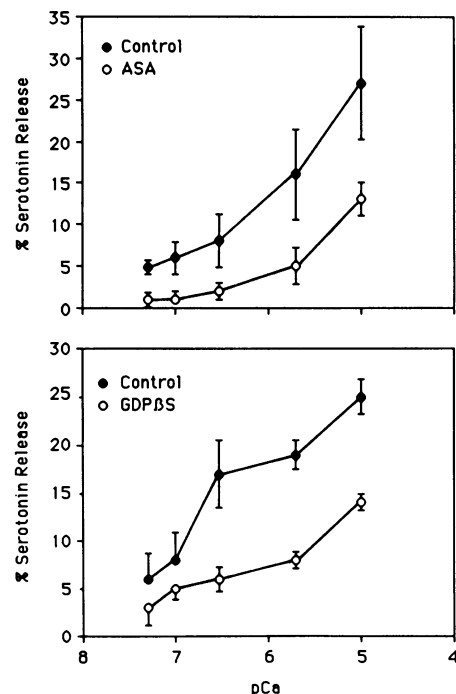 35
30
25
20
15
10
5
0
% Serotonin Release
Control
ASA
30
25
20
15
10
5
0
% Serotonin Release
Control
GDPβS
8 7 6 5 4
pCa